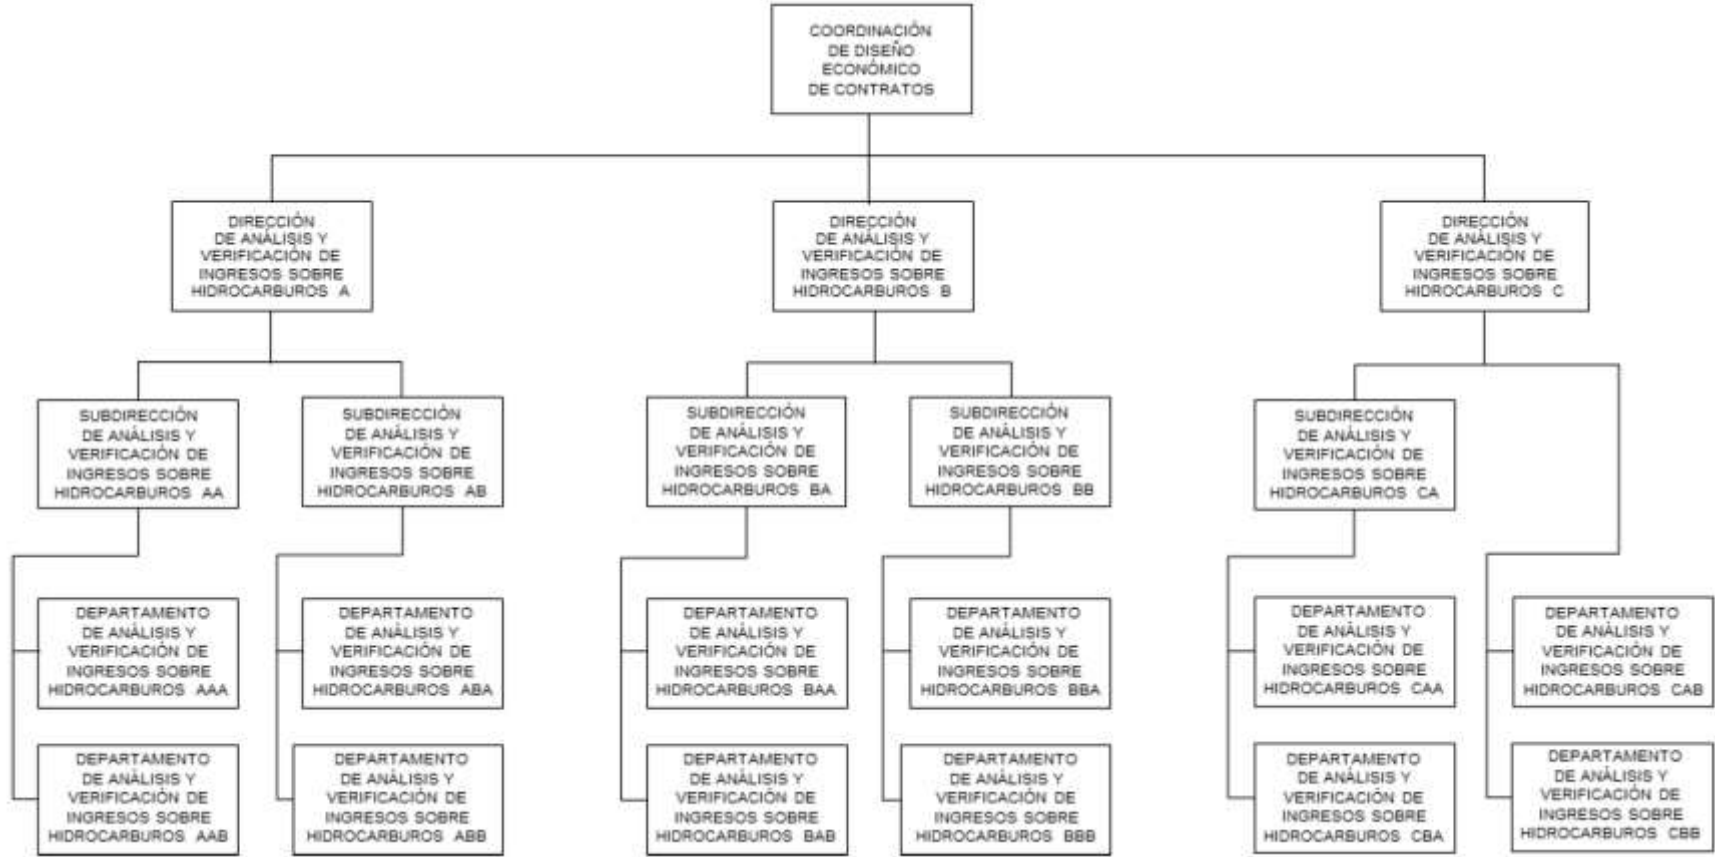 COORDINACIÓN
DE DISEÑO
ECONÓMICO
DE CONTRATOS
DIRECCIÓN
DE ANÁLISIS Y
VERIFICACIÓN DE
INGRESOS SOBRE
HIDROCARBUROS A
DIRECCIÓN
DE ANÁLISIS Y
VERIFICACIÓN DE
INGRESOS SOBRE
HIDROCARBUROS B
DIRECCIÓN
DE ANÁLISIS Y
VERIFICACIÓN DE
INGRESOS SOBRE
HIDROCARBUROS C
SUBDIRECCIÓN
DE ANÁLISIS Y
VERIFICACIÓN DE
INGRESOS SOBRE
HIDROCARBUROS AA
SUBDIRECCIÓN
DE ANÁLISIS Y
VERIFICACIÓN DE
INGRESOS SOBRE
HIDROCARBUROS AB
SUBDIRECCIÓN
DE ANÁLISIS Y
VERIFICACIÓN DE
INGRESOS SOBRE
HIDROCARBUROS BA
SUBDIRECCIÓN
DE ANÁLISIS Y
VERIFICACIÓN DE
INGRESOS SOBRE
HIDROCARBUROS BB
SUBDIRECCIÓN
DE ANÁLISIS Y
VERIFICACIÓN DE
INGRESOS SOBRE
HIDROCARBUROS CA
DEPARTAMENTO
DE ANÁLISIS Y
VERIFICACIÓN DE
INGRESOS SOBRE
HIDROCARBUROS AAA
DEPARTAMENTO
DE ANÁLISIS Y
VERIFICACIÓN DE
INGRESOS SOBRE
HIDROCARBUROS ABA
DEPARTAMENTO
DE ANÁLISIS Y
VERIFICACIÓN DE
INGRESOS SOBRE
HIDROCARBUROS BAA
DEPARTAMENTO
DE ANÁLISIS Y
VERIFICACIÓN DE
INGRESOS SOBRE
HIDROCARBUROS BBA
DEPARTAMENTO
DE ANÁLISIS Y
VERIFICACIÓN DE
INGRESOS SOBRE
HIDROCARBUROS CAA
DEPARTAMENTO
DE ANÁLISIS Y
VERIFICACIÓN DE
INGRESOS SOBRE
HIDROCARBUROS CAB
DEPARTAMENTO
DE ANÁLISIS Y
VERIFICACIÓN DE
INGRESOS SOBRE
HIDROCARBUROS AAB
DEPARTAMENTO
DE ANÁLISIS Y
VERIFICACIÓN DE
INGRESOS SOBRE
HIDROCARBUROS ABB
DEPARTAMENTO
DE ANÁLISIS Y
VERIFICACIÓN DE
INGRESOS SOBRE
HIDROCARBUROS BAB
DEPARTAMENTO
DE ANÁLISIS Y
VERIFICACIÓN DE
INGRESOS SOBRE
HIDROCARBUROS BBB
DEPARTAMENTO
DE ANÁLISIS Y
VERIFICACIÓN DE
INGRESOS SOBRE
HIDROCARBUROS CBA
DEPARTAMENTO
DE ANÁLISIS Y
VERIFICACIÓN DE
INGRESOS SOBRE
HIDROCARBUROS CBB